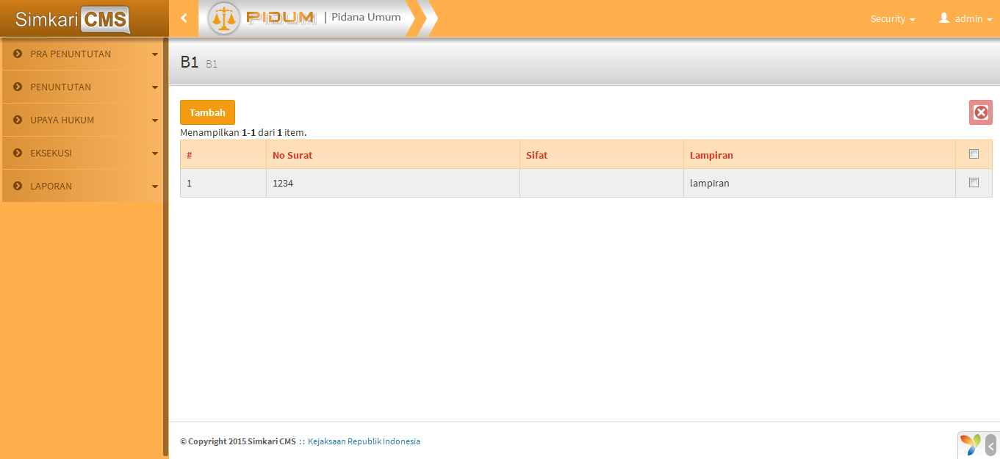 Simkari CMS
PIDUM | Pidana Umum
Security
admin
PRA PENUNTUTAN
PENUNTUTAN
UPAYA HUKUM
EKSEKUSI
LAPORAN
B1 B1
Tambah
Menampilkan 1-1 dari 1 item.
# No Surat Sifat Lampiran
1 1234 lampiran
© Copyright 2015 Simkari CMS :: Kejaksaan Republik Indonesia